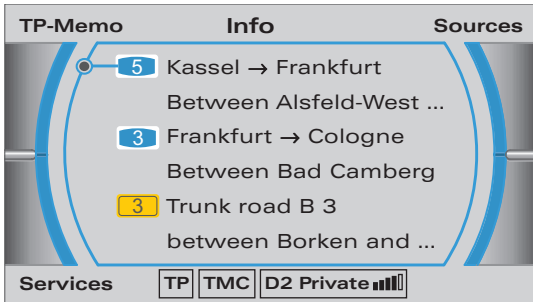 TP-Memo Info Sources
5 Kassel → Frankfurt
Between Alsfeld-West ...
3 Frankfurt → Cologne
Between Bad Camberg
3 Trunk road B 3
between Borken and ...
Services TP TMC D2 Private